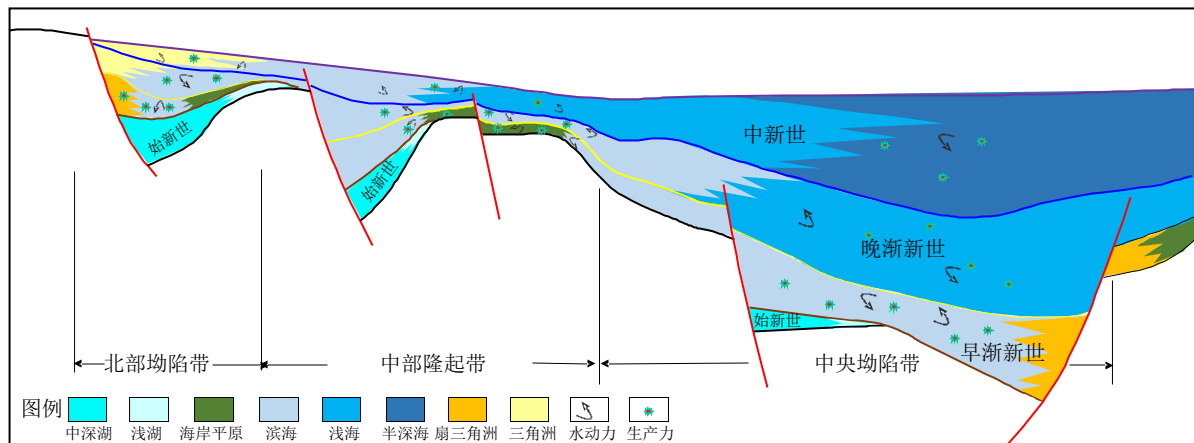 中新世
始新世
始新世
晚渐新世
始新世
早渐新世
北部坳陷带
中部隆起带
中央坳陷带
图例
中深湖
浅湖
海岸平原
滨海
浅海
半深海
扇三角洲
三角洲
水动力
生产力